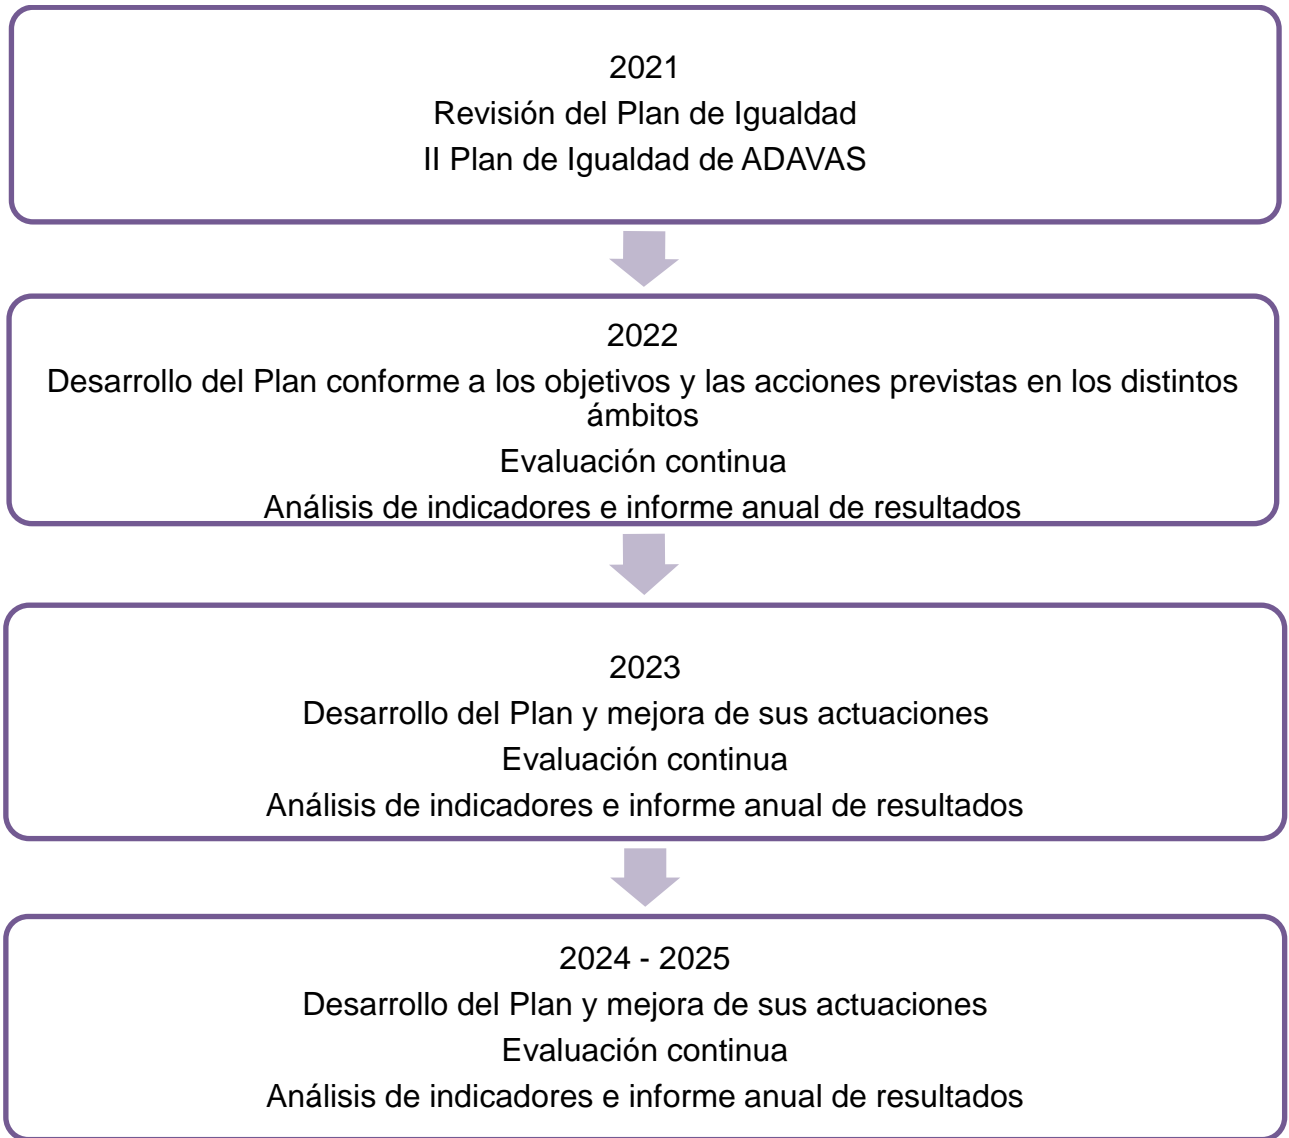 2021
Revisión del Plan de Igualdad
II Plan de Igualdad de ADAVAS
2022
Desarrollo del Plan conforme a los objetivos y las acciones previstas en los distintos
ámbitos
Evaluación continua
Análisis de indicadores e informe anual de resultados
2023
Desarrollo del Plan y mejora de sus actuaciones
Evaluación continua
Análisis de indicadores e informe anual de resultados
2024 - 2025
Desarrollo del Plan y mejora de sus actuaciones
Evaluación continua
Análisis de indicadores e informe anual de resultados